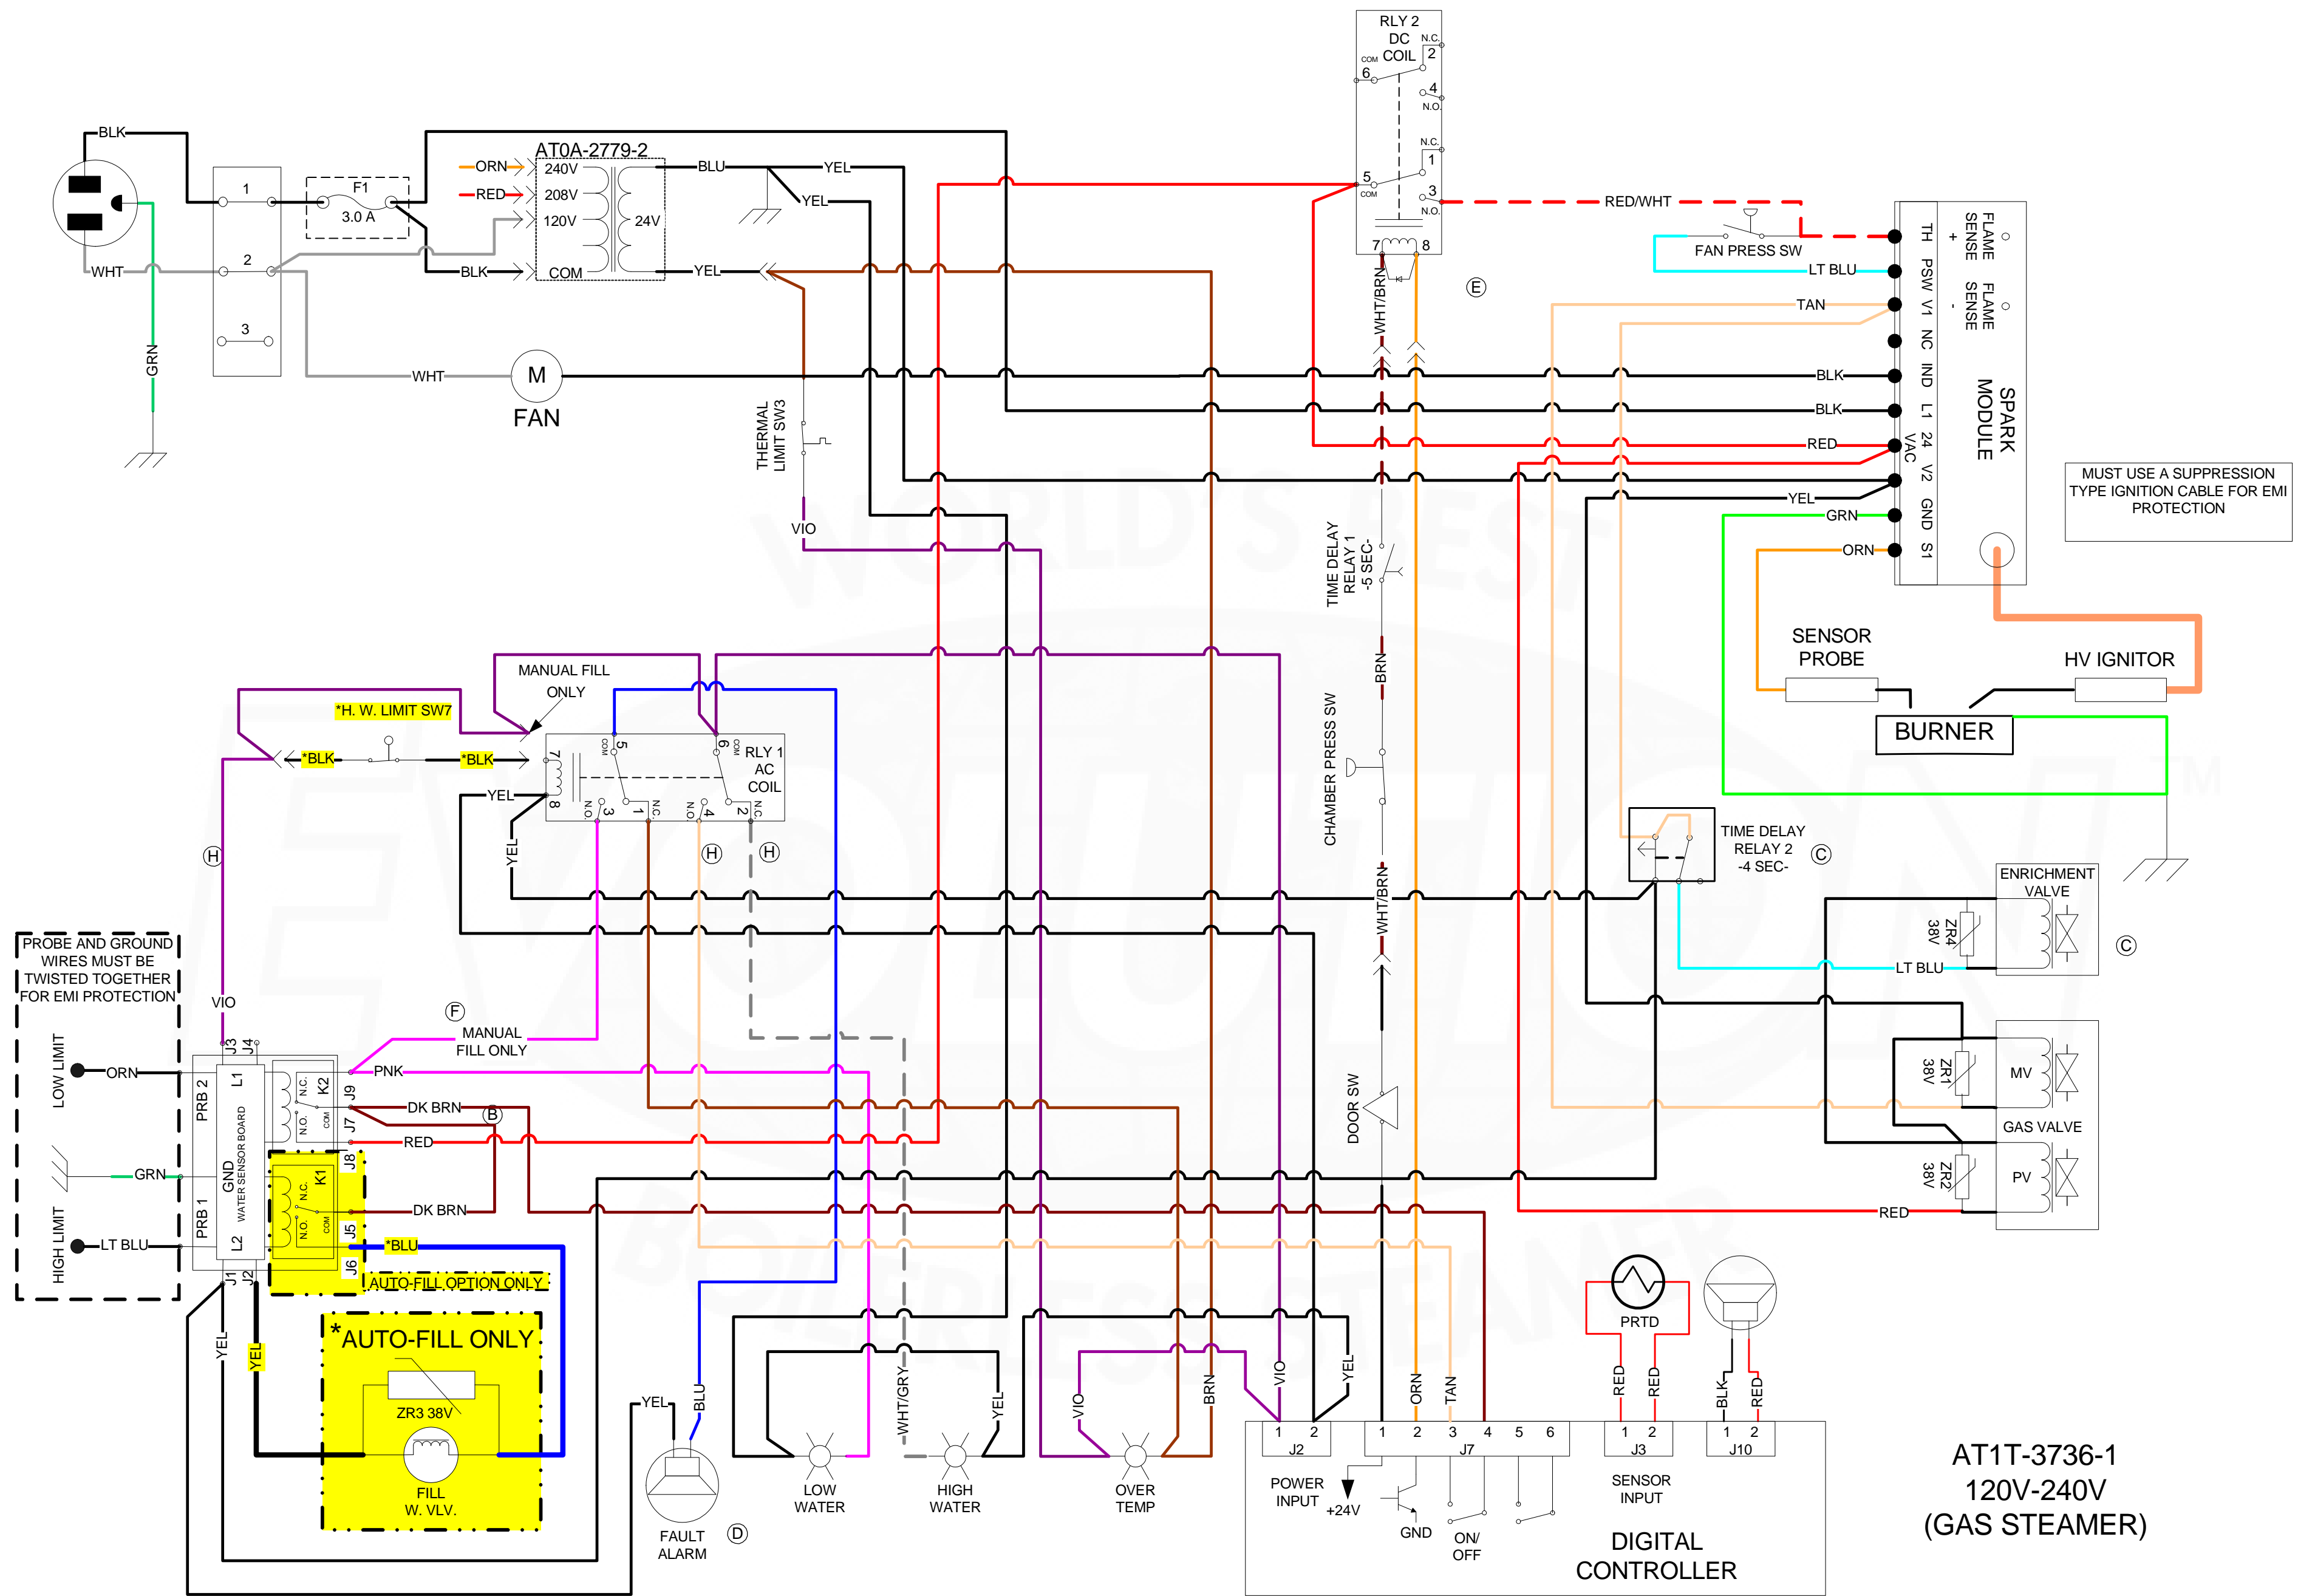 RLY 2
DC
COIL
N.C.
2
COM
6
4
N.O.
N.C.
1
5
COM
3
N.O.
7
8
BLK
AT0A-2779-2
ORN
240V
RED
208V
120V
24V
COM
BLU
YEL
YEL
YEL
BLK
1
F1
3.0 A
2
3
WHT
GRN
WHT
M
FAN
THERMAL
LIMIT SW3
VIO
RED/WHT
FAN PRESS SW
LT BLU
TAN
E
WHT/BRN
BLK
BLK
RED
YEL
GRN
ORN
TH
PSW
V1
NC
IND
L1
24
VAC
V2
GND
S1
+
FLAME
SENSE
-
FLAME
SENSE
SPARK
MODULE
MUST USE A SUPPRESSION
TYPE IGNITION CABLE FOR EMI
PROTECTION
WORLD'S BEST
EVOLUTION
TM
BOILERLESS STEAMER
TIME DELAY
RELAY 1
-5 SEC-
BRN
CHAMBER PRESS SW
WHT/BRN
DOOR SW
SENSOR
PROBE
HV IGNITOR
BURNER
TIME DELAY
RELAY 2
-4 SEC-
C
ENRICHMENT
VALVE
ZR4
38V
C
LT BLU
ZR1
38V
MV
GAS VALVE
ZR2
38V
PV
RED
MANUAL FILL
ONLY
*H. W. LIMIT SW7
*BLK
*BLK
7
8
COM
5
6
COM
RLY 1
AC
COIL
N.O.
3
1
N.C.
N.O.
4
2
N.C.
YEL
YEL
H
H
H
PROBE AND GROUND
WIRES MUST BE
TWISTED TOGETHER
FOR EMI PROTECTION
VIO
F
MANUAL
FILL ONLY
LOW LIMIT
ORN
GRN
HIGH LIMIT
LT BLU
PRB 2
GND
PRB 1
J3
J4
L1
WATER SENSOR BOARD
L2
J1
J2
N.C.
K2
N.O.
COM
J9
J7
J8
N.C.
K1
N.O.
COM
J5
J6
PNK
DK BRN
B
RED
DK BRN
*BLU
AUTO-FILL OPTION ONLY
YEL
YEL
*AUTO-FILL ONLY
ZR3 38V
FILL
W. VLV.
YEL
BLU
FAULT
ALARM
D
LOW
WATER
WHT/GRY
HIGH
WATER
YEL
VIO
OVER
TEMP
BRN
VIO
YEL
ORN
TAN
1
2
J2
POWER
INPUT
1
2
3
4
5
6
J7
+24V
GND
ON/
OFF
PRTD
RED
RED
1
2
J3
SENSOR
INPUT
BLK
RED
1
2
J10
DIGITAL
CONTROLLER
AT1T-3736-1
120V-240V
(GAS STEAMER)